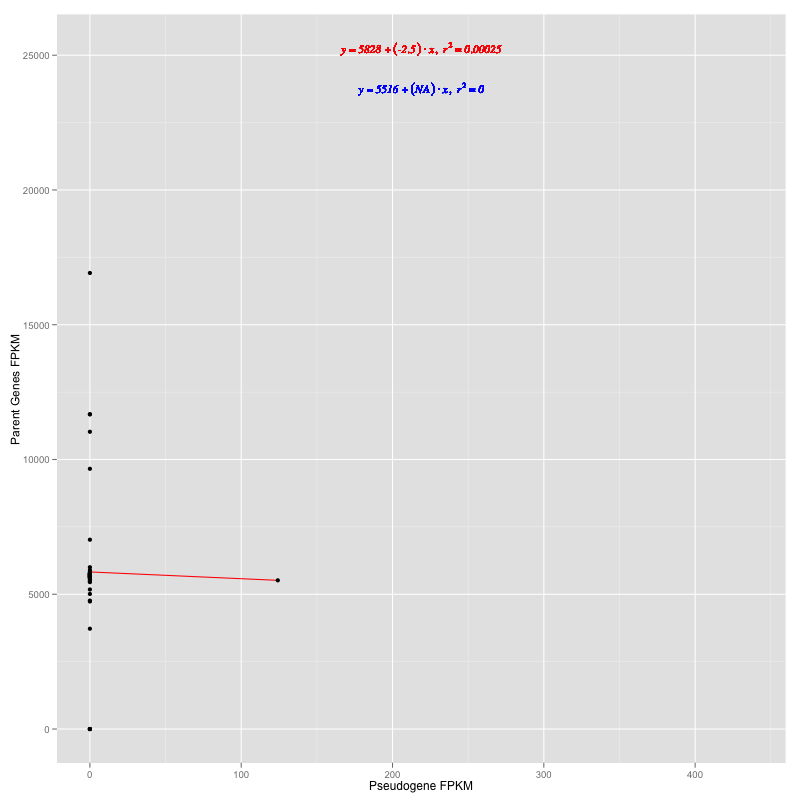 y = 5828 + (-2.5) · x, r² = 0.00025
y = 5516 + (NA) · x, r² = 0
25000
20000
15000
10000
5000
0
Parent Genes FPKM
0 100 200 300 400
Pseudogene FPKM